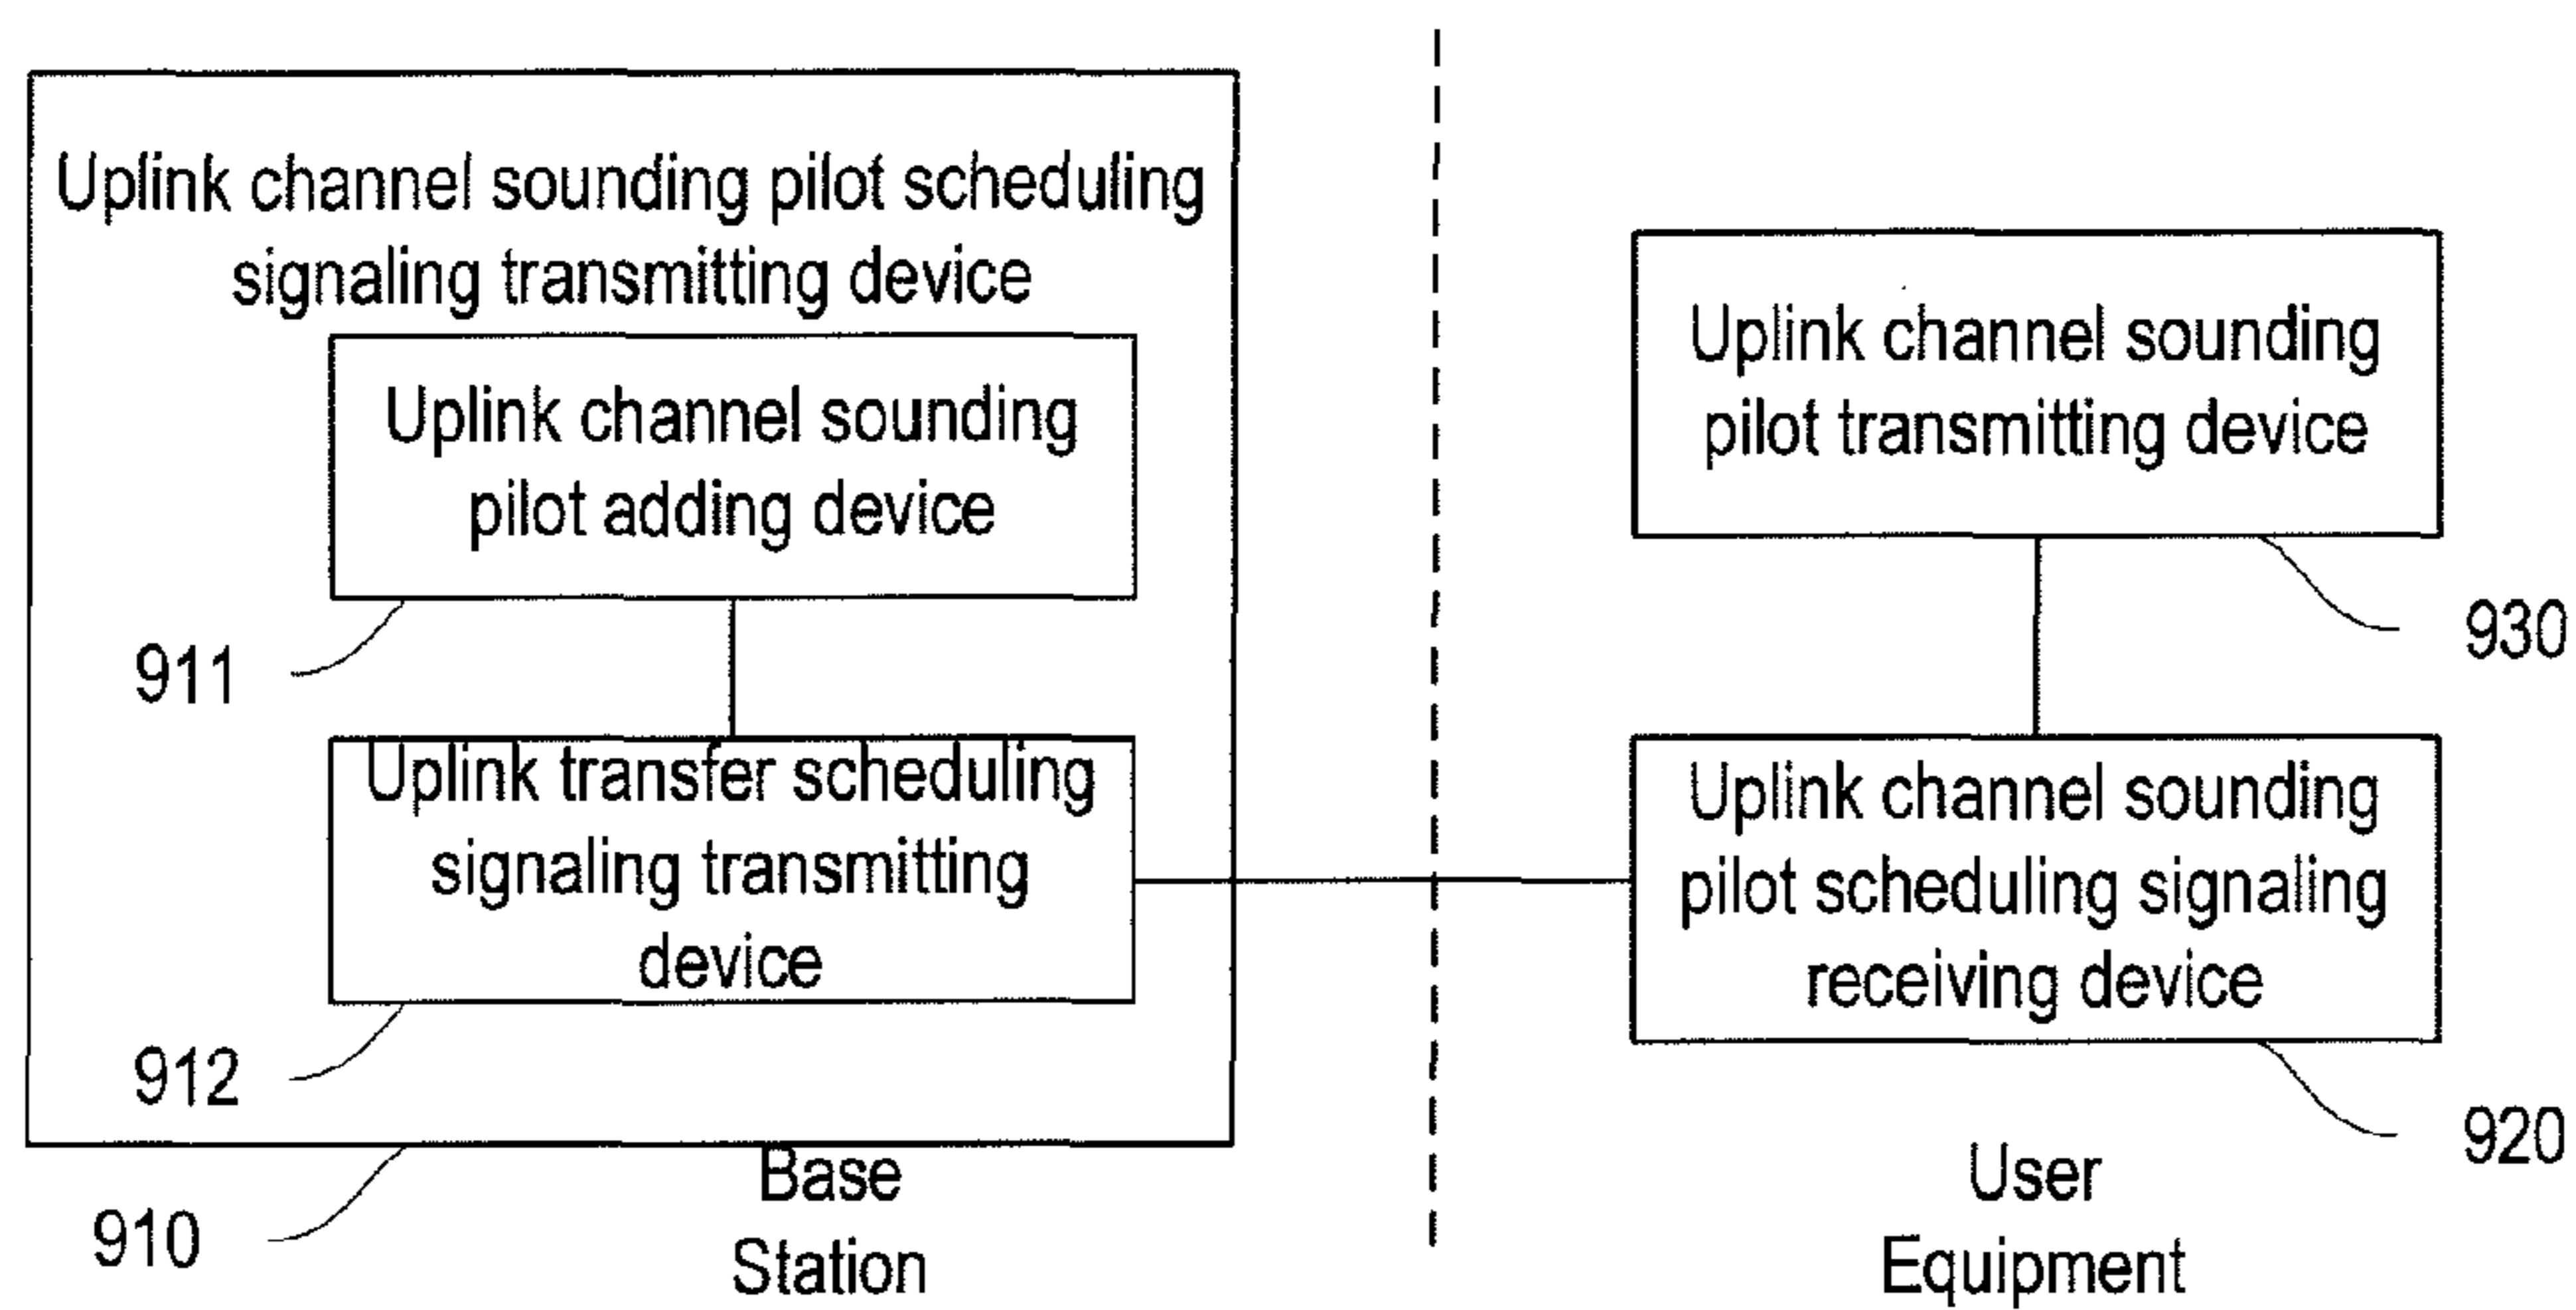 Uplink channel sounding pilot scheduling
signaling transmitting device
Uplink channel sounding
pilot adding device
911
Uplink transfer scheduling
signaling transmitting
device
912
910
Base
Station
Uplink channel sounding
pilot transmitting device
930
Uplink channel sounding
pilot scheduling signaling
receiving device
920
User
Equipment